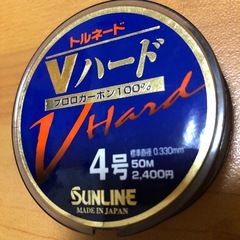 トルネード
Vハード
フロロカーボン100%
V Hard
4号
標準直径 0.330mm
50M
2,400円
SUNLINE
MADE IN JAPAN